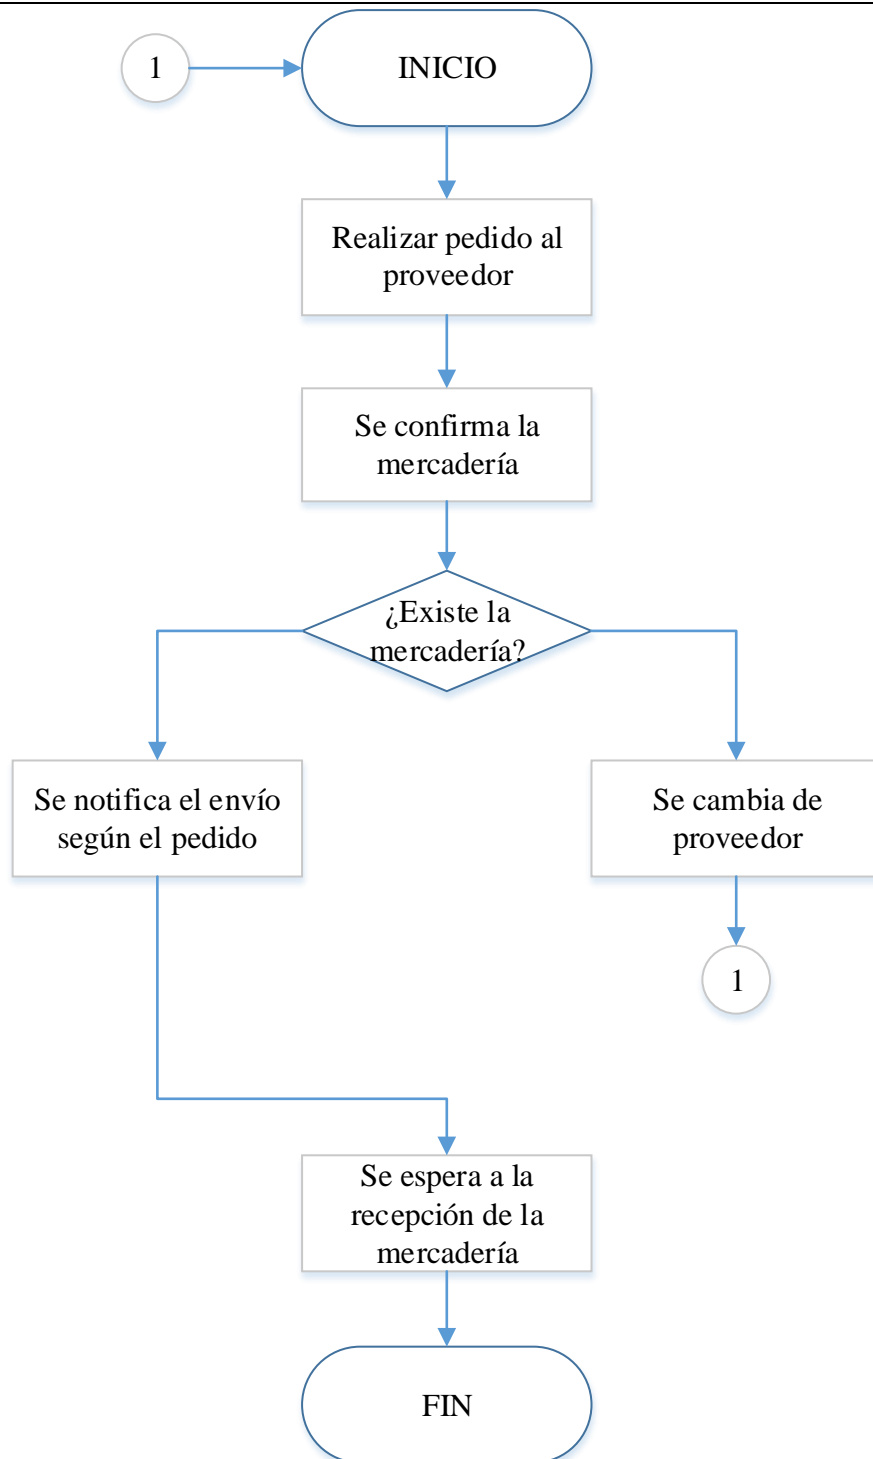 1
INICIO
Realizar pedido al
proveedor
Se confirma la
mercadería
¿Existe la
mercadería?
Se notifica el envío
según el pedido
Se cambia de
proveedor
1
Se espera a la
recepción de la
mercadería
FIN